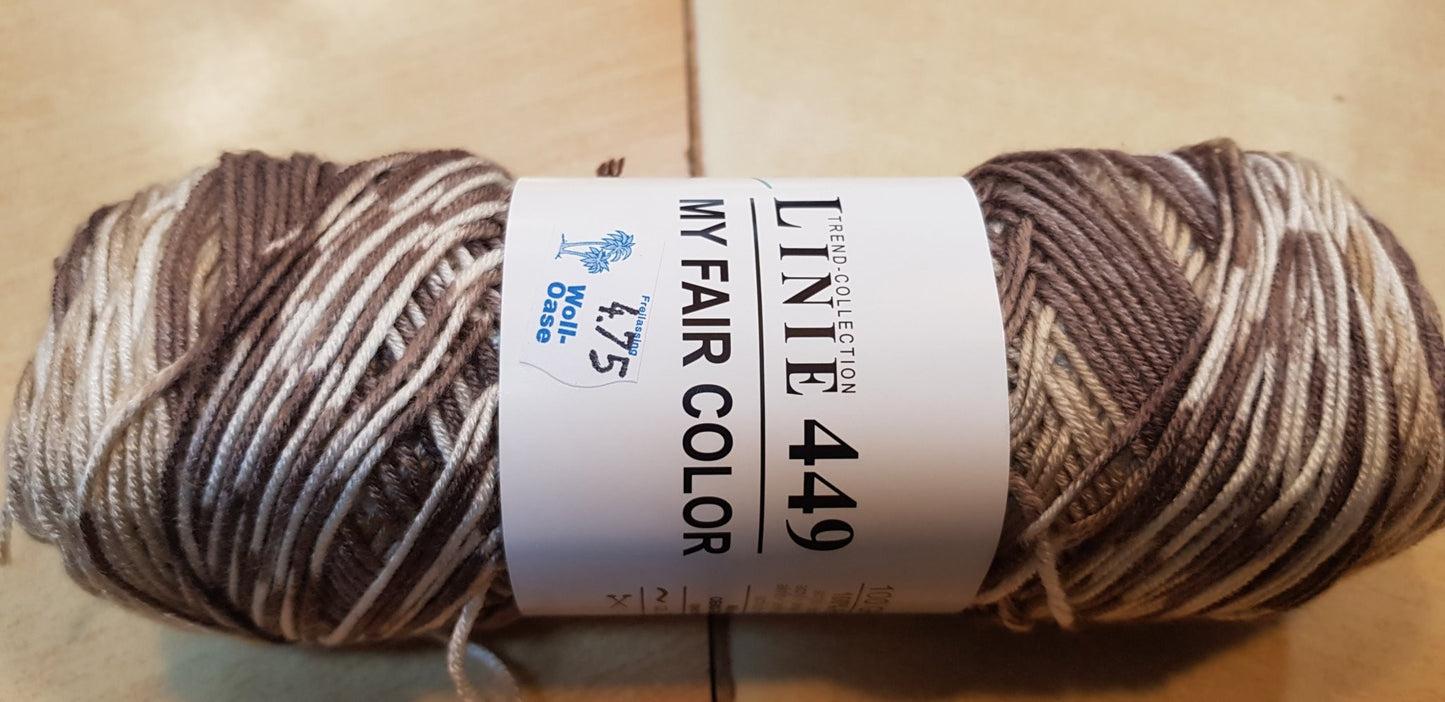 TREND-COLLECTION
LINIE 449
MY FAIR COLOR
Freilassing
4,75
Woll-
Oase